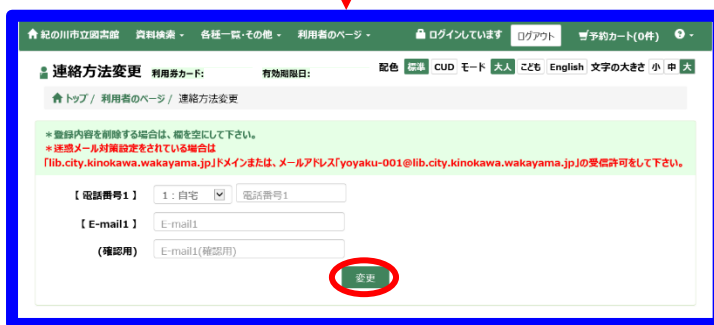 紀の川市立図書館 資料検索 各種一覧・その他 利用者のページ ログインしています ログアウト 予約カート(0件) ?
連絡方法変更 利用券カード: 有効期限日: 配色 標準 CUD モード 大人 こども English 文字の大きさ 小 中 大
トップ / 利用者のページ / 連絡方法変更
*登録内容を削除する場合は、欄を空にして下さい。
*迷惑メール対策設定をされている場合は
「lib.city.kinokawa.wakayama.jp」ドメインまたは、メールアドレス「yoyaku-001@lib.city.kinokawa.wakayama.jp」の受信許可をして下さい。
【 電話番号1 】 1：自宅 電話番号1
【 E-mail1 】 E-mail1
(確認用) E-mail1(確認用)
変更